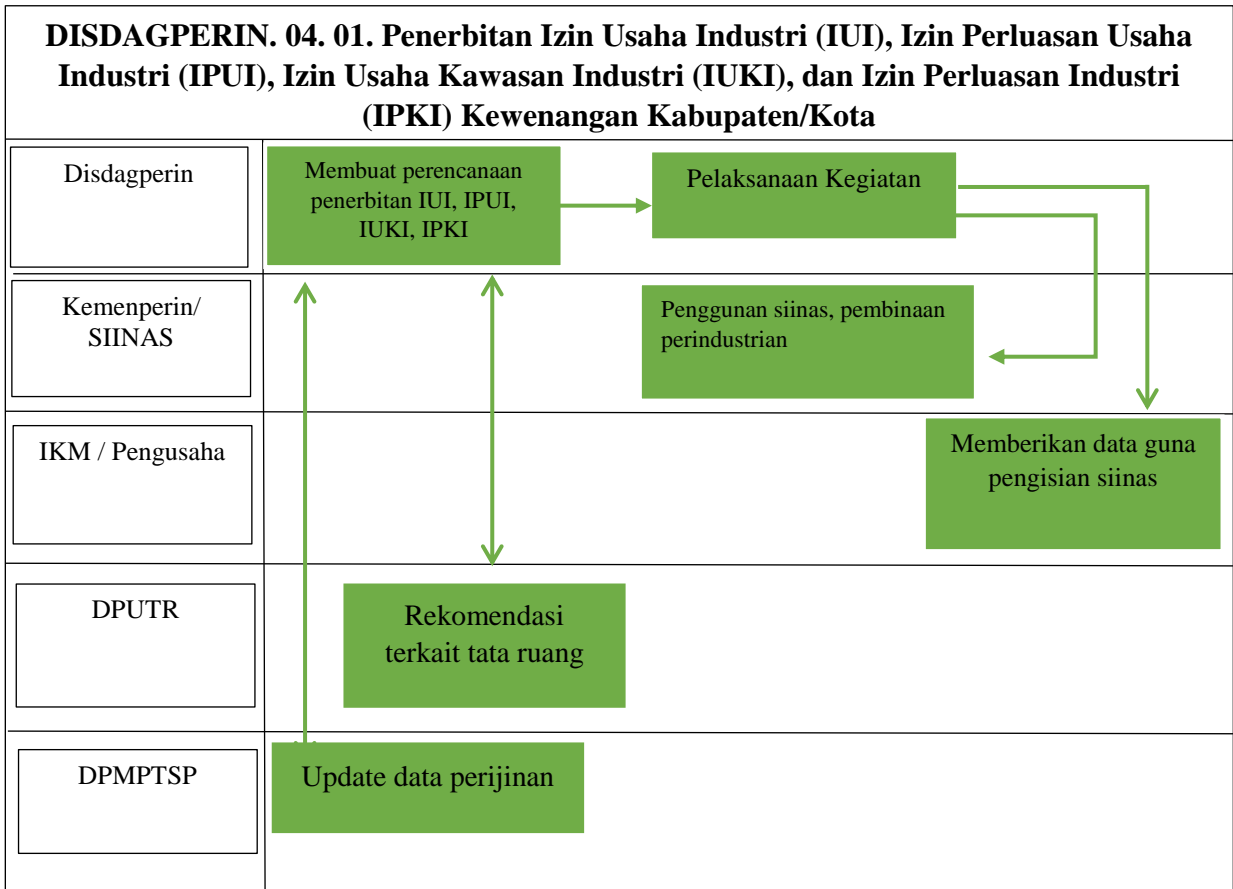 DISDAGPERIN. 04. 01. Penerbitan Izin Usaha Industri (IUI), Izin Perluasan Usaha
Industri (IPUI), Izin Usaha Kawasan Industri (IUKI), dan Izin Perluasan Industri
(IPKI) Kewenangan Kabupaten/Kota
Disdagperin
Membuat perencanaan
penerbitan IUI, IPUI,
IUKI, IPKI
Pelaksanaan Kegiatan
Kemenperin/
SIINAS
Penggunan siinas, pembinaan
perindustrian
IKM / Pengusaha
Memberikan data guna
pengisian siinas
DPUTR
Rekomendasi
terkait tata ruang
DPMPTSP
Update data perijinan